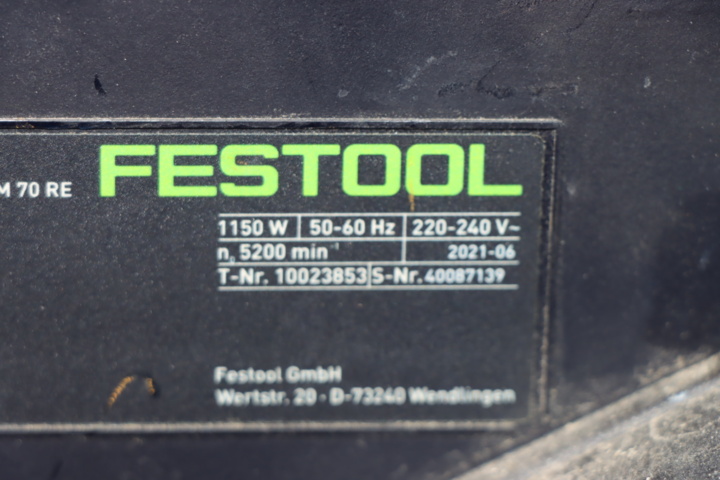 M 70 RE FESTOOL
1150 W 50-60 Hz 220-240 V~
n₀ 5200 min⁻¹ 2021-06
T-Nr. 10023853 S-Nr. 40087139
Festool GmbH
Wertstr. 20 · D-73240 Wendlingen